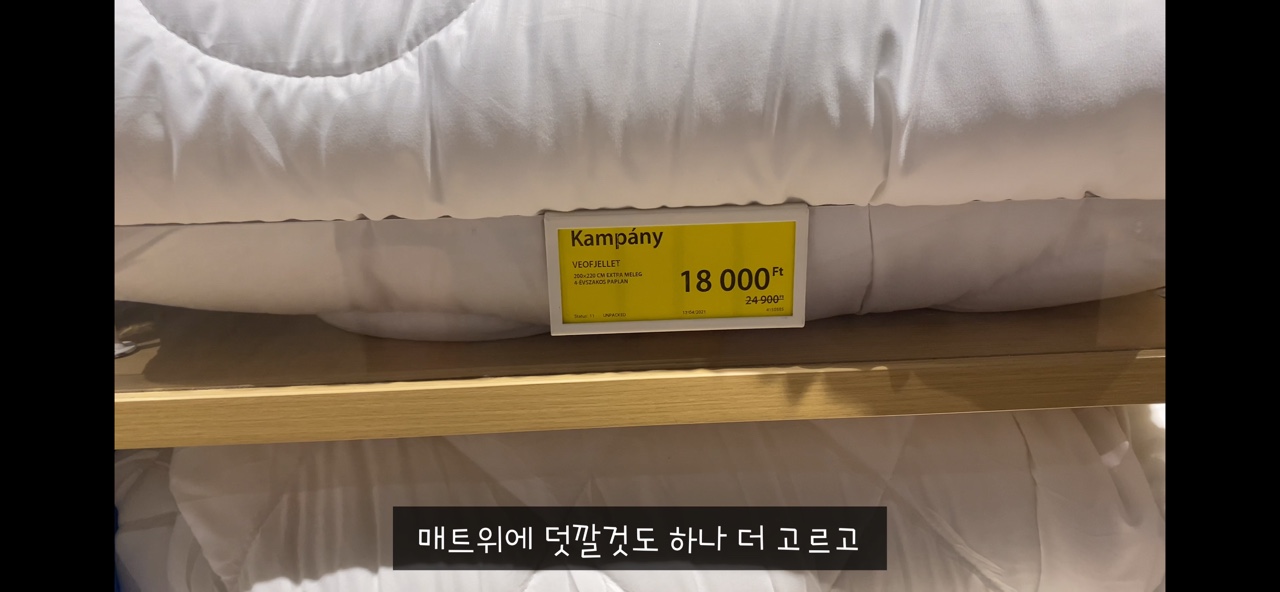 Kampány
VEOFJELLET
200x220 CM EXTRA MELEG
4 ÉVSZAKOS PAPLAN
18 000 Ft
24 900 Ft
매트위에 덧깔것도 하나 더 고르고